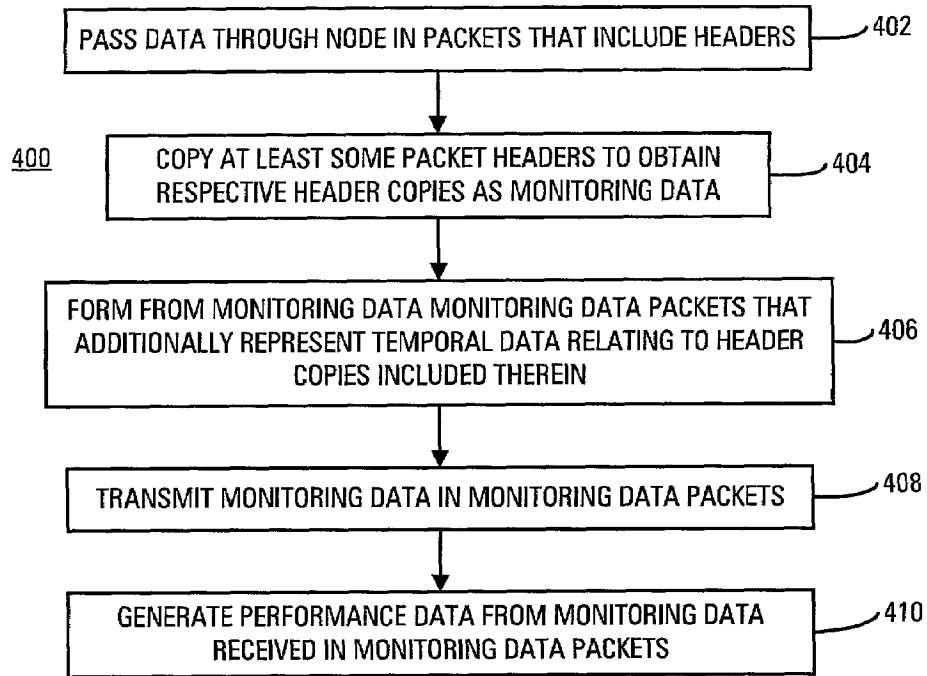 PASS DATA THROUGH NODE IN PACKETS THAT INCLUDE HEADERS
402
400
COPY AT LEAST SOME PACKET HEADERS TO OBTAIN
RESPECTIVE HEADER COPIES AS MONITORING DATA
404
FORM FROM MONITORING DATA MONITORING DATA PACKETS THAT
ADDITIONALLY REPRESENT TEMPORAL DATA RELATING TO HEADER
COPIES INCLUDED THEREIN
406
TRANSMIT MONITORING DATA IN MONITORING DATA PACKETS
408
GENERATE PERFORMANCE DATA FROM MONITORING DATA
RECEIVED IN MONITORING DATA PACKETS
410